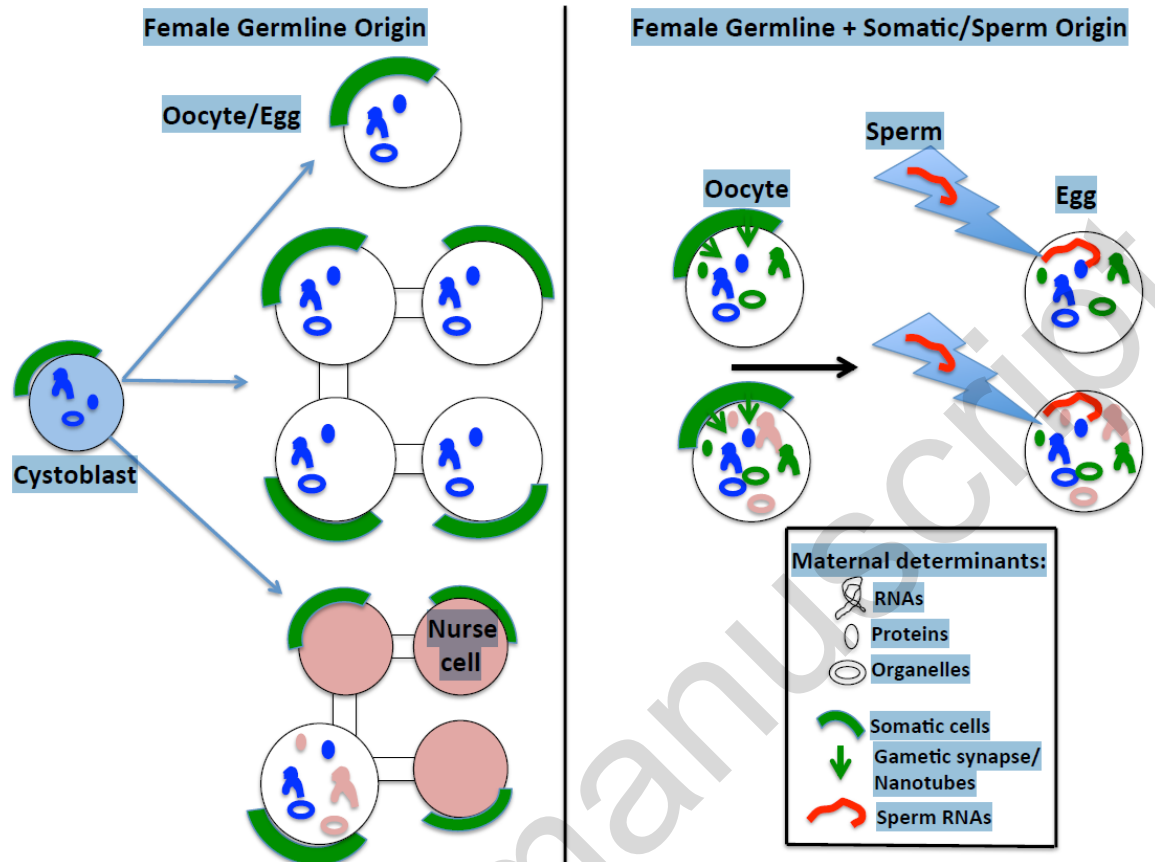 Female Germline Origin
Oocyte/Egg
Cystoblast
Nurse
cell
Female Germline + Somatic/Sperm Origin
Sperm
Oocyte
Egg
Maternal determinants:
RNAs
Proteins
Organelles
Somatic cells
Gametic synapse/
Nanotubes
Sperm RNAs
manuscript